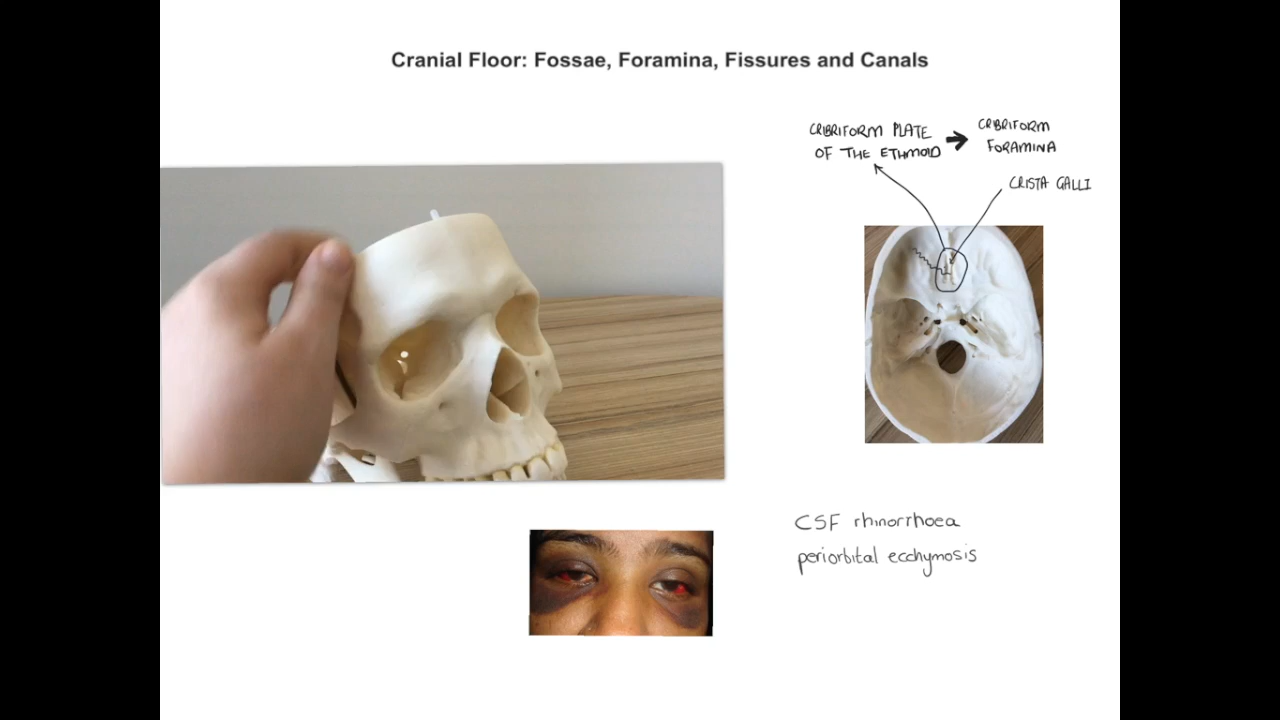 Cranial Floor: Fossae, Foramina, Fissures and Canals
CRIBRIFORM PLATE
OF THE ETHMOID
CRIBRIFORM
FORAMINA
CRISTA GALLI
CSF rhinorrhoea
periorbital ecchymosis